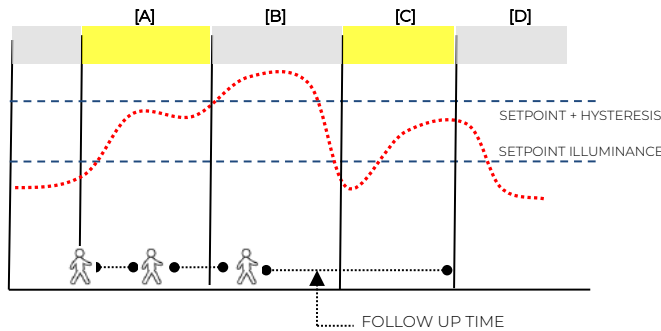 [A] [B] [C] [D]
SETPOINT + HYSTERESIS
SETPOINT ILLUMINANCE
FOLLOW UP TIME